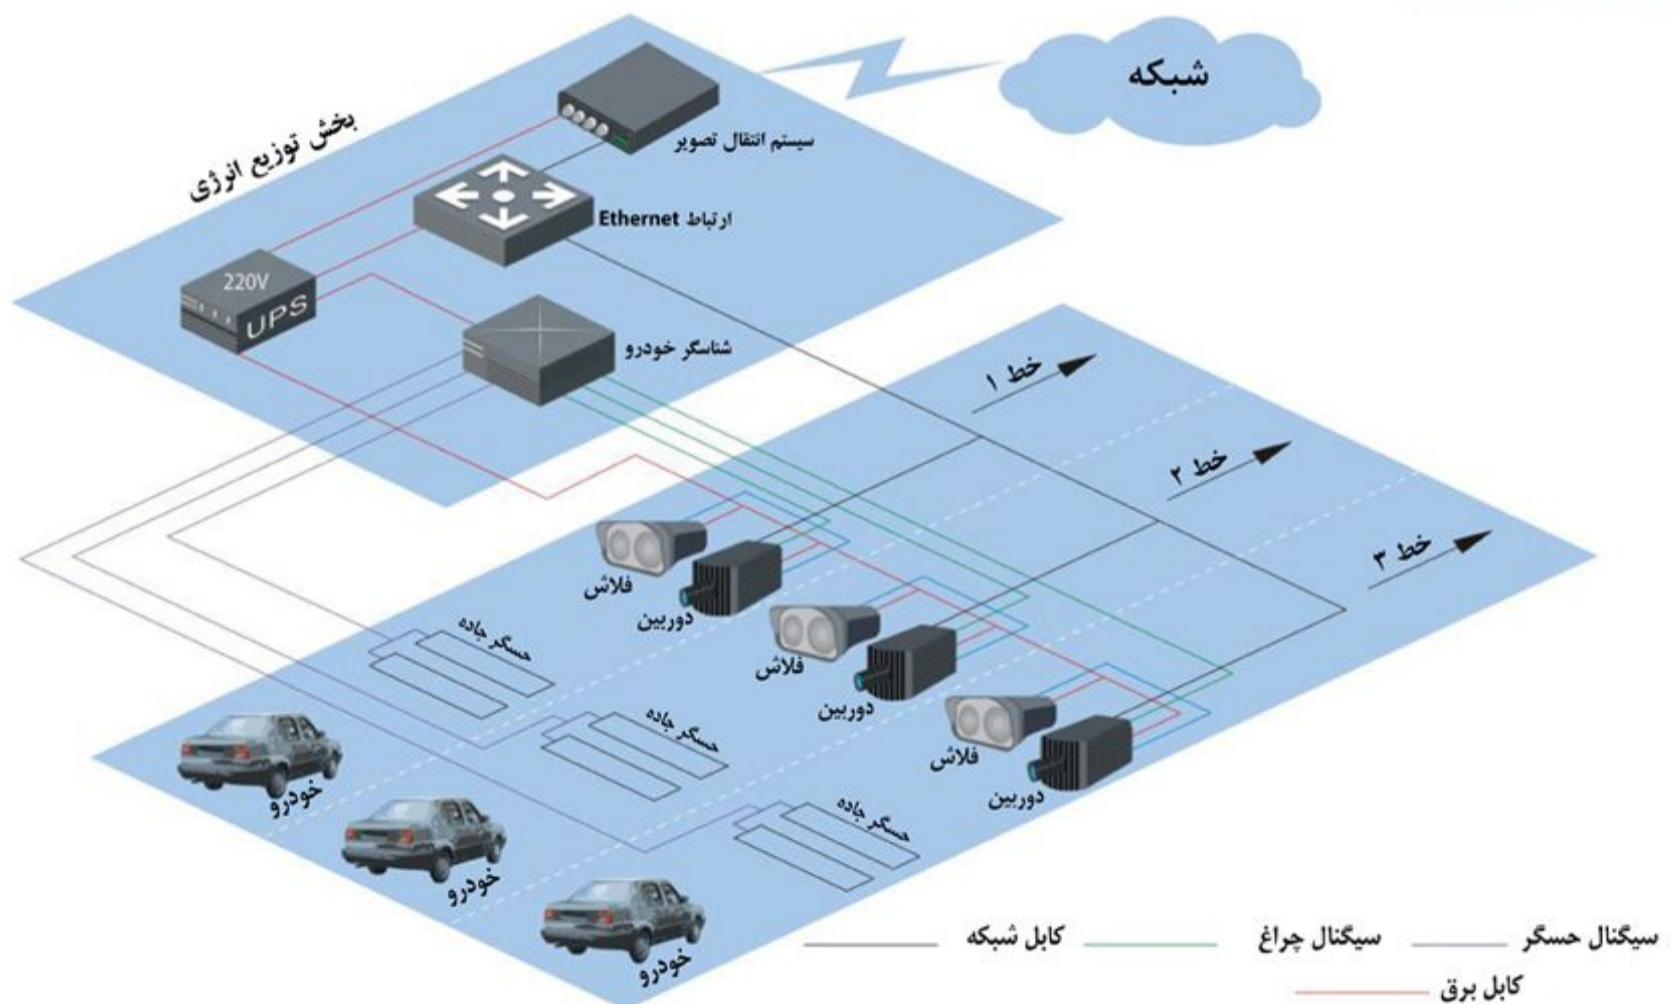 شبکه
بخش توزیع انرژی
سیستم انتقال تصویر
ارتباط Ethernet
220V
UPS
شناسگر خودرو
خط ۱
خط ۲
خط ۳
فلاش
دوربین
فلاش
دوربین
فلاش
دوربین
حسگر جاده
حسگر جاده
حسگر جاده
خودرو
خودرو
خودرو
سیگنال حسگر
سیگنال چراغ
کابل شبکه
کابل برق